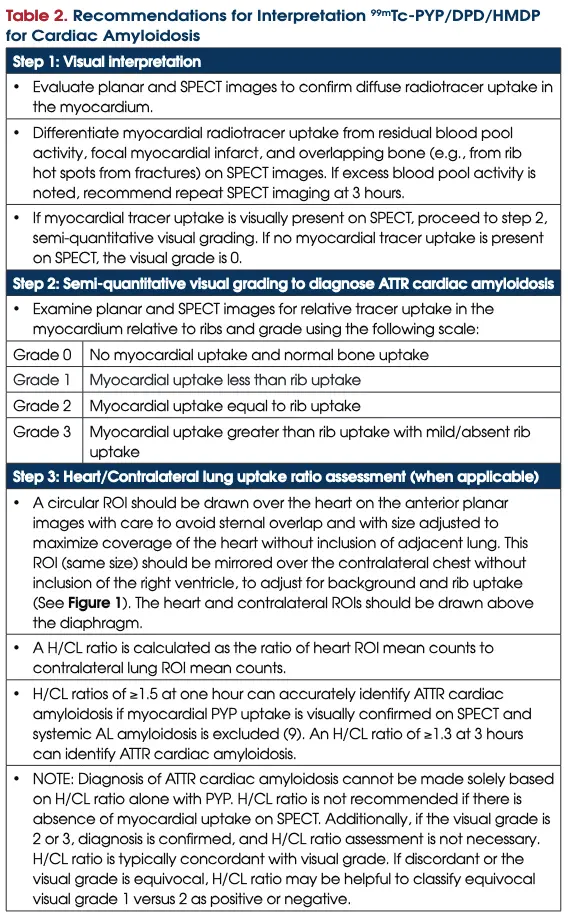 Table 2. Recommendations for Interpretation 99mTc-PYP/DPD/HMDP
for Cardiac Amyloidosis
Step 1: Visual interpretation
• Evaluate planar and SPECT images to confirm diffuse radiotracer uptake in
the myocardium.
• Differentiate myocardial radiotracer uptake from residual blood pool
activity, focal myocardial infarct, and overlapping bone (e.g., from rib
hot spots from fractures) on SPECT images. If excess blood pool activity is
noted, recommend repeat SPECT imaging at 3 hours.
• If myocardial tracer uptake is visually present on SPECT, proceed to step 2,
semi-quantitative visual grading. If no myocardial tracer uptake is present
on SPECT, the visual grade is 0.
Step 2: Semi-quantitative visual grading to diagnose ATTR cardiac amyloidosis
• Examine planar and SPECT images for relative tracer uptake in the
myocardium relative to ribs and grade using the following scale:
Grade 0 No myocardial uptake and normal bone uptake
Grade 1 Myocardial uptake less than rib uptake
Grade 2 Myocardial uptake equal to rib uptake
Grade 3 Myocardial uptake greater than rib uptake with mild/absent rib
uptake
Step 3: Heart/Contralateral lung uptake ratio assessment (when applicable)
• A circular ROI should be drawn over the heart on the anterior planar
images with care to avoid sternal overlap and with size adjusted to
maximize coverage of the heart without inclusion of adjacent lung. This
ROI (same size) should be mirrored over the contralateral chest without
inclusion of the right ventricle, to adjust for background and rib uptake
(See Figure 1). The heart and contralateral ROIs should be drawn above
the diaphragm.
• A H/CL ratio is calculated as the ratio of heart ROI mean counts to
contralateral lung ROI mean counts.
• H/CL ratios of ≥1.5 at one hour can accurately identify ATTR cardiac
amyloidosis if myocardial PYP uptake is visually confirmed on SPECT and
systemic AL amyloidosis is excluded (9). An H/CL ratio of ≥1.3 at 3 hours
can identify ATTR cardiac amyloidosis.
• NOTE: Diagnosis of ATTR cardiac amyloidosis cannot be made solely based
on H/CL ratio alone with PYP. H/CL ratio is not recommended if there is
absence of myocardial uptake on SPECT. Additionally, if the visual grade is
2 or 3, diagnosis is confirmed, and H/CL ratio assessment is not necessary.
H/CL ratio is typically concordant with visual grade. If discordant or the
visual grade is equivocal, H/CL ratio may be helpful to classify equivocal
visual grade 1 versus 2 as positive or negative.